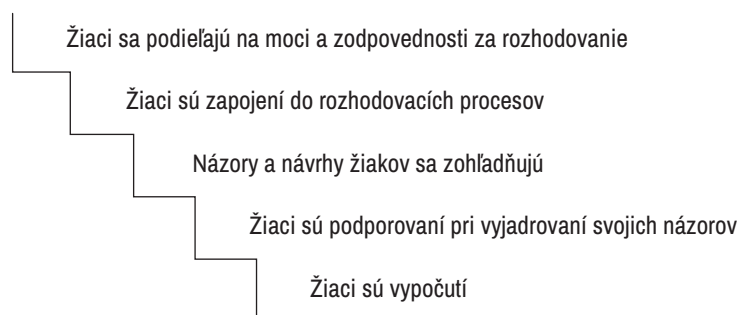 Žiaci sa podieľajú na moci a zodpovednosti za rozhodovanie
Žiaci sú zapojení do rozhodovacích procesov
Názory a návrhy žiakov sa zohľadňujú
Žiaci sú podporovaní pri vyjadrovaní svojich názorov
Žiaci sú vypočutí